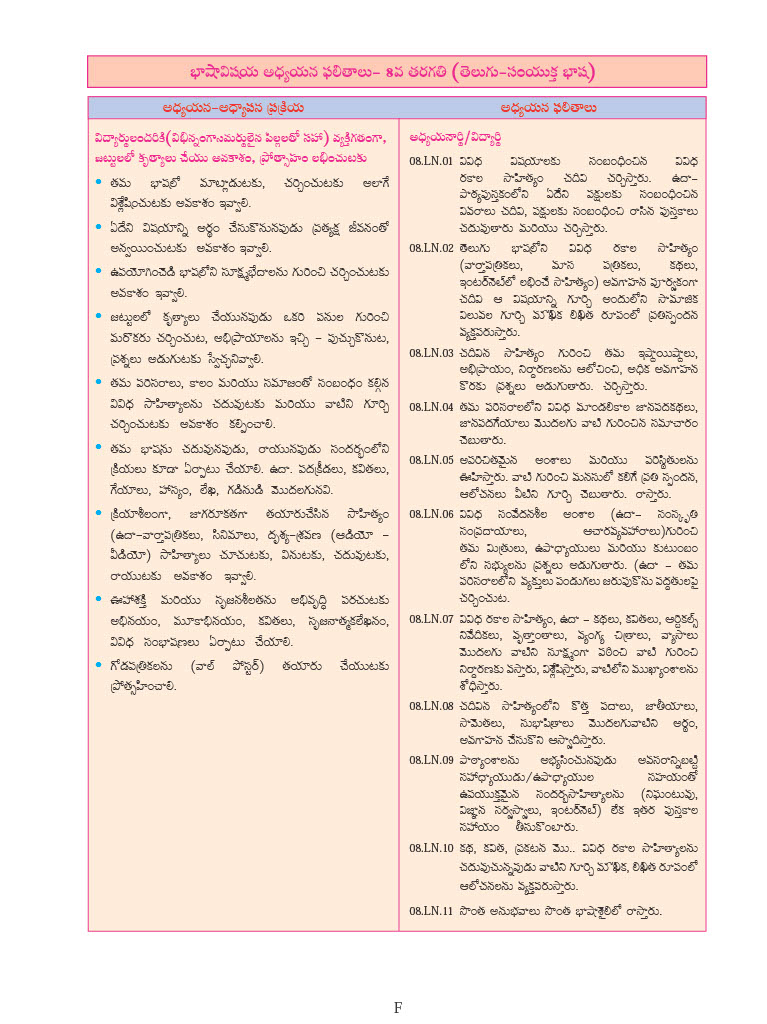 భాషావిషయ అధ్యయన ఫలితాలు- 8వ తరగతి (తెలుగు-సంయుక్త భాష)
అధ్యయన-అధ్యాపన ప్రక్రియ
విద్యార్థులందరికి(విభిన్నంగాసమర్థులైన పిల్లలతో సహా) వ్యక్తిగతంగా,
జట్టులలో కృత్యాలు చేయు అవకాశం, ప్రోత్సాహం లభించుటకు
• తమ భాషలో మాట్లాడుటకు, చర్చించుటకు అలాగే
విశ్లేషించుటకు అవకాశం ఇవ్వాలి.
• ఏదేని విషయాన్ని అర్థం చేసుకొనునపుడు ప్రత్యక్ష జీవనంతో
అన్వయించుటకు అవకాశం ఇవ్వాలి.
• ఉపయోగించెడి భాషలోని సూక్ష్మభేదాలను గురించి చర్చించుటకు
అవకాశం ఇవ్వాలి.
• జట్టులలో కృత్యాలు చేయునపుడు ఒకరి పనుల గురించి
మరొకరు చర్చించుట, అభిప్రాయాలను ఇచ్చి - పుచ్చుకొనుట,
ప్రశ్నలు అడుగుటకు స్వేచ్ఛనివ్వాలి.
• తమ పరిసరాలు, కాలం మరియు సమాజంతో సంబంధం కల్గిన
వివిధ సాహిత్యాలను చదువుటకు మరియు వాటిని గూర్చి
చర్చించుటకు అవకాశం కల్పించాలి.
• తమ భాషను చదువునపుడు, రాయునపుడు సందర్భంలోని
క్రియలు కూడా ఏర్పాటు చేయాలి. ఉదా. పదక్రీడలు, కవితలు,
గేయాలు, హాస్యం, లేఖ, గడినుడి మొదలగునవి.
• క్రియాశీలంగా, జాగరూకతగా తయారుచేసిన సాహిత్యం
(ఉదా-వార్తాపత్రికలు, సినిమాలు, దృశ్య-శ్రవణ (ఆడియో -
వీడియో) సాహిత్యాలు చూచుటకు, వినుటకు, చదువుటకు,
రాయుటకు అవకాశం ఇవ్వాలి.
• ఊహాశక్తి మరియు సృజనశీలతను అభివృద్ధి పరచుటకు
అభినయం, మూకాభినయం, కవితలు, సృజనాత్మకలేఖనం,
వివిధ సంభాషణలు ఏర్పాటు చేయాలి.
• గోడపత్రికలను (వాల్ పోస్టర్) తయారు చేయుటకు
ప్రోత్సహించాలి.
అధ్యయన ఫలితాలు
అధ్యయనార్థి/విద్యార్థి
08.LN.01 వివిధ విషయాలకు సంబంధించిన వివిధ
రకాల సాహిత్యం చదివి చర్చిస్తారు. ఉదా-
పాఠ్యపుస్తకంలోని ఏదేని పక్షులకు సంబంధించిన
వివరాలు చదివి, పక్షులకు సంబంధించి రాసిన పుస్తకాలు
చదువుతారు మరియు చర్చిస్తారు.
08.LN.02 తెలుగు భాషలోని వివిధ రకాల సాహిత్యం
(వార్తాపత్రికలు, మాస పత్రికలు, కథలు,
ఇంటర్‌నెట్‌లో లభించే సాహిత్యం) అవగాహన పూర్వకంగా
చదివి ఆ విషయాన్ని గూర్చి అందులోని సామాజిక
విలువల గూర్చి మౌఖిక లిఖిత రూపంలో ప్రతిస్పందన
వ్యక్తపరుస్తారు.
08.LN.03 చదివిన సాహిత్యం గురించి తమ ఇష్టాయిష్టాలు,
అభిప్రాయం, నిర్ధారణలను ఆలోచించి, అధిక అవగాహన
కొరకు ప్రశ్నలు అడుగుతారు. చర్చిస్తారు.
08.LN.04 తమ పరిసరాలలోని వివిధ మాండలికాల జానపదకథలు,
జానపదగేయాలు మొదలగు వాటి గురించిన సమాచారం
చెబుతారు.
08.LN.05 అపరిచితమైన అంశాలు మరియు పరిస్థితులను
ఊహిస్తారు. వాటి గురించి మనసులో కలిగే ప్రతి స్పందన,
ఆలోచనలు వీటిని గూర్చి చెబుతారు. రాస్తారు.
08.LN.06 వివిధ సంవేదనశీల అంశాల (ఉదా- సంస్కృతి
సంప్రదాయాలు, ఆచారవ్యవహారాలు)గురించి
తమ మిత్రులు, ఉపాధ్యాయులు మరియు కుటుంబం
లోని సభ్యులను ప్రశ్నలు అడుగుతారు. (ఉదా - తమ
పరిసరాలలోని వ్యక్తులు పండుగలు జరుపుకొను పద్ధతులపై
చర్చించుట.
08.LN.07 వివిధ రకాల సాహిత్యం, ఉదా - కథలు, కవితలు, ఆర్టికల్స్
నివేదికలు, వృత్తాంతాలు, వ్యంగ్య చిత్రాలు, వ్యాసాలు
మొదలగు వాటిని సూక్ష్మంగా పఠించి వాటి గురించి
నిర్ధారణకు వస్తారు, విశ్లేషిస్తారు, వాటిలోని ముఖ్యాంశాలను
శోధిస్తారు.
08.LN.08 చదివిన సాహిత్యంలోని కొత్త పదాలు, జాతీయాలు,
సామెతలు, సుభాషితాలు మొదలగువాటిని అర్థం,
అవగాహన చేసుకొని ఆస్వాదిస్తారు.
08.LN.09 పాఠ్యాంశాలను అభ్యసించునపుడు అవసరాన్నిబట్టి
సహాధ్యాయుడు/ఉపాధ్యాయుల సహయంతో
ఉపయుక్తమైన సందర్భసాహిత్యాలను (నిఘంటువు,
విజ్ఞాన సర్వస్వాలు, ఇంటర్‌నెట్) లేక ఇతర పుస్తకాల
సహాయం తీసుకొంటారు.
08.LN.10 కథ, కవిత, ప్రకటన మొ.. వివిధ రకాల సాహిత్యాలను
చదువుచున్నపుడు వాటిని గూర్చి మౌఖిక, లిఖిత రూపంలో
ఆలోచనలను వ్యక్తపరుస్తారు.
08.LN.11 సొంత అనుభవాలు సొంత భాషాశైలిలో రాస్తారు.
F